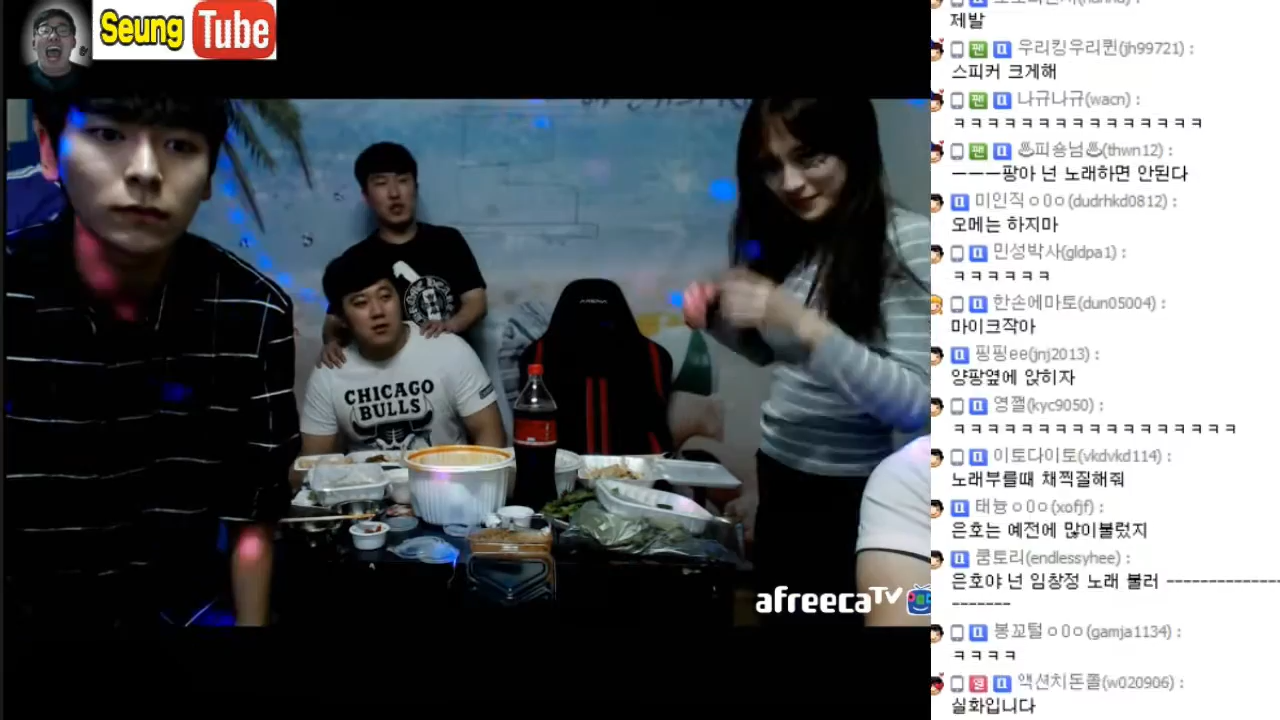 Seung Tube
제발
우리킹우리퀸(jh99721) :
스피커 크게해
나규나규(wacn) :
ㅋㅋㅋㅋㅋㅋㅋㅋㅋㅋㅋㅋㅋㅋㅋ
♨피숑넘♨(thwn12) :
ㅡㅡㅡ팡아 넌 노래하면 안된다
미인직ㅇ0ㅇ(dudrhkd0812) :
오메는 하지마
민성박사(gldpa1) :
ㅋㅋㅋㅋㅋㅋ
한손에마토(dun05004) :
마이크작아
핑핑ee(jnj2013) :
양팡옆에 앉히자
영쨀(kyc9050) :
ㅋㅋㅋㅋㅋㅋㅋㅋㅋㅋㅋㅋㅋㅋㅋㅋㅋ
이토다이토(vkdvkd114) :
노래부를때 채찍질해줘
태늉ㅇ0ㅇ(xofjf) :
은호는 예전에 많이불렀지
쿰토리(endlessyhee) :
은호야 넌 임창정 노래 불러 --------------
-------
봉꼬털ㅇ0ㅇ(gamja1134) :
ㅋㅋㅋㅋ
액션치돈쫄(w020906) :
실화입니다
CHICAGO
BULLS
afreecaTV